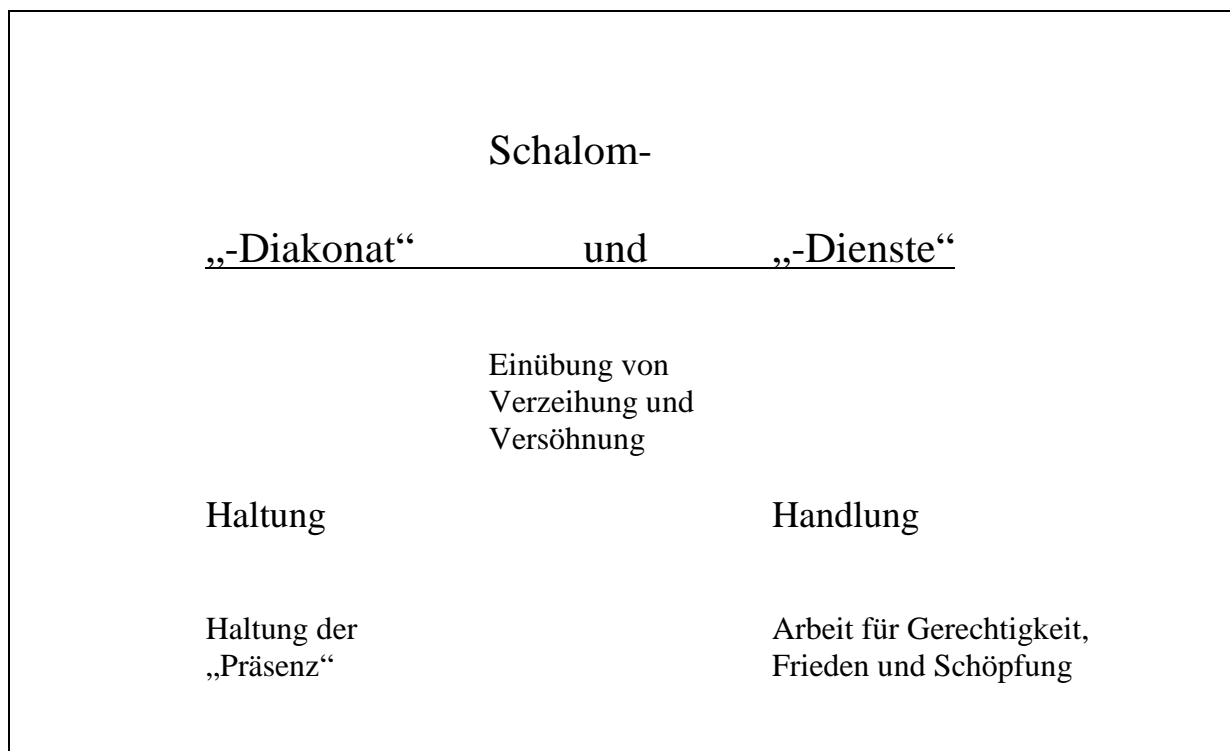 Schalom-
„-Diakonat“ und „-Dienste“
Einübung von
Verzeihung und
Versöhnung
Haltung Handlung
Haltung der Arbeit für Gerechtigkeit,
„Präsenz“ Frieden und Schöpfung